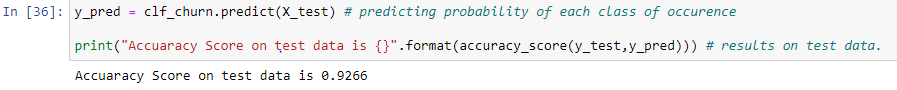 In [36]: y_pred = clf_churn.predict(X_test) # predicting probability of each class of occurence
print("Accuaracy Score on test data is {}".format(accuracy_score(y_test,y_pred))) # results on test data.
Accuaracy Score on test data is 0.9266